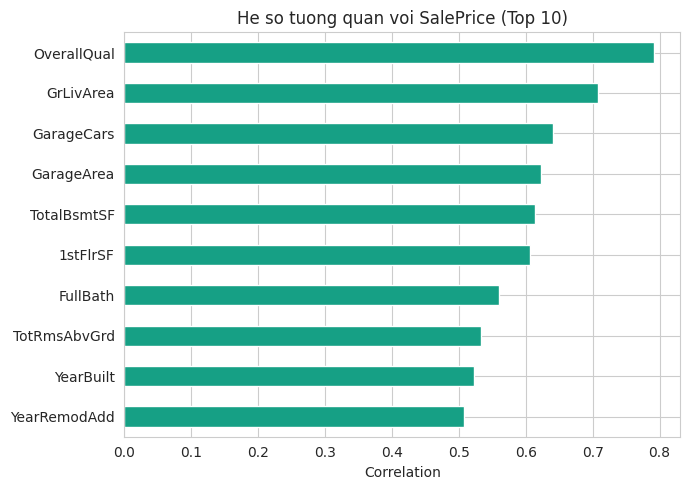 He so tuong quan voi SalePrice (Top 10)
OverallQual
GrLivArea
GarageCars
GarageArea
TotalBsmtSF
1stFlrSF
FullBath
TotRmsAbvGrd
YearBuilt
YearRemodAdd
0.0 0.1 0.2 0.3 0.4 0.5 0.6 0.7 0.8
Correlation